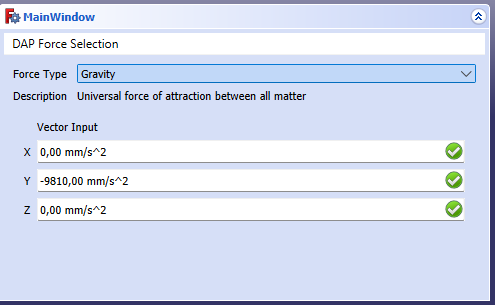 MainWindow
DAP Force Selection
Force Type Gravity
Description Universal force of attraction between all matter
Vector Input
X 0,00 mm/s^2
Y -9810,00 mm/s^2
Z 0,00 mm/s^2